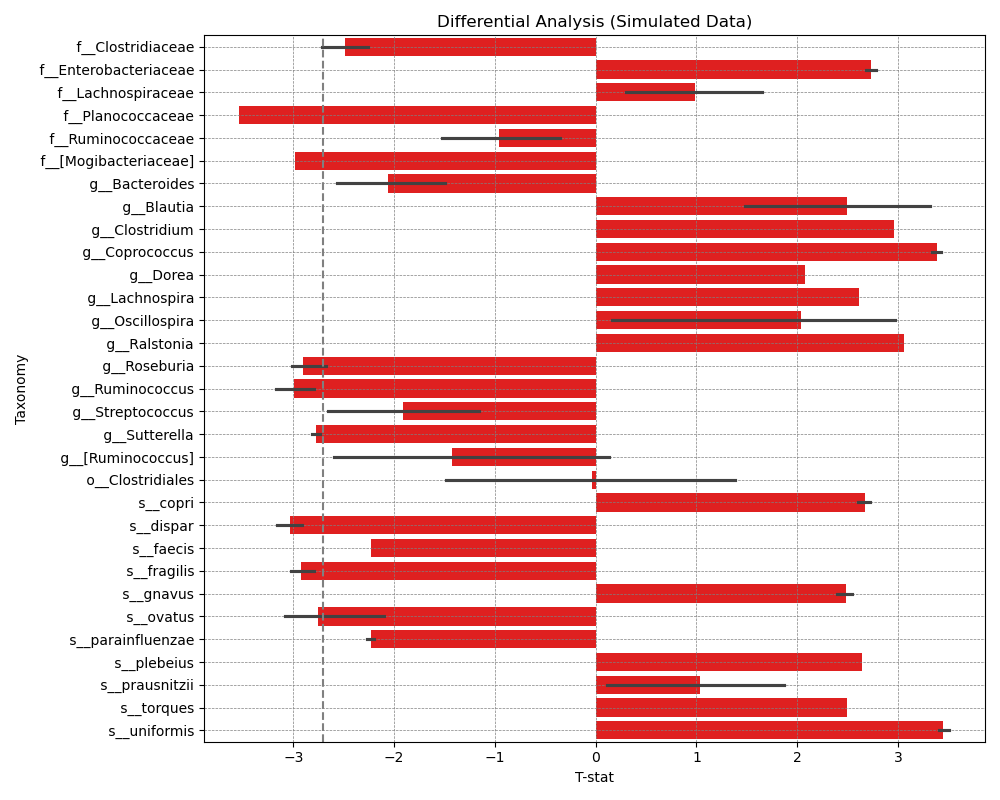 Differential Analysis (Simulated Data)
f__Clostridiaceae
f__Enterobacteriaceae
f__Lachnospiraceae
f__Planococcaceae
f__Ruminococcaceae
f__[Mogibacteriaceae]
g__Bacteroides
g__Blautia
g__Clostridium
g__Coprococcus
g__Dorea
g__Lachnospira
g__Oscillospira
g__Ralstonia
g__Roseburia
g__Ruminococcus
g__Streptococcus
g__Sutterella
g__[Ruminococcus]
o__Clostridiales
s__copri
s__dispar
s__faecis
s__fragilis
s__gnavus
s__ovatus
s__parainfluenzae
s__plebeius
s__prausnitzii
s__torques
s__uniformis
Taxonomy
−3 −2 −1 0 1 2 3
T-stat